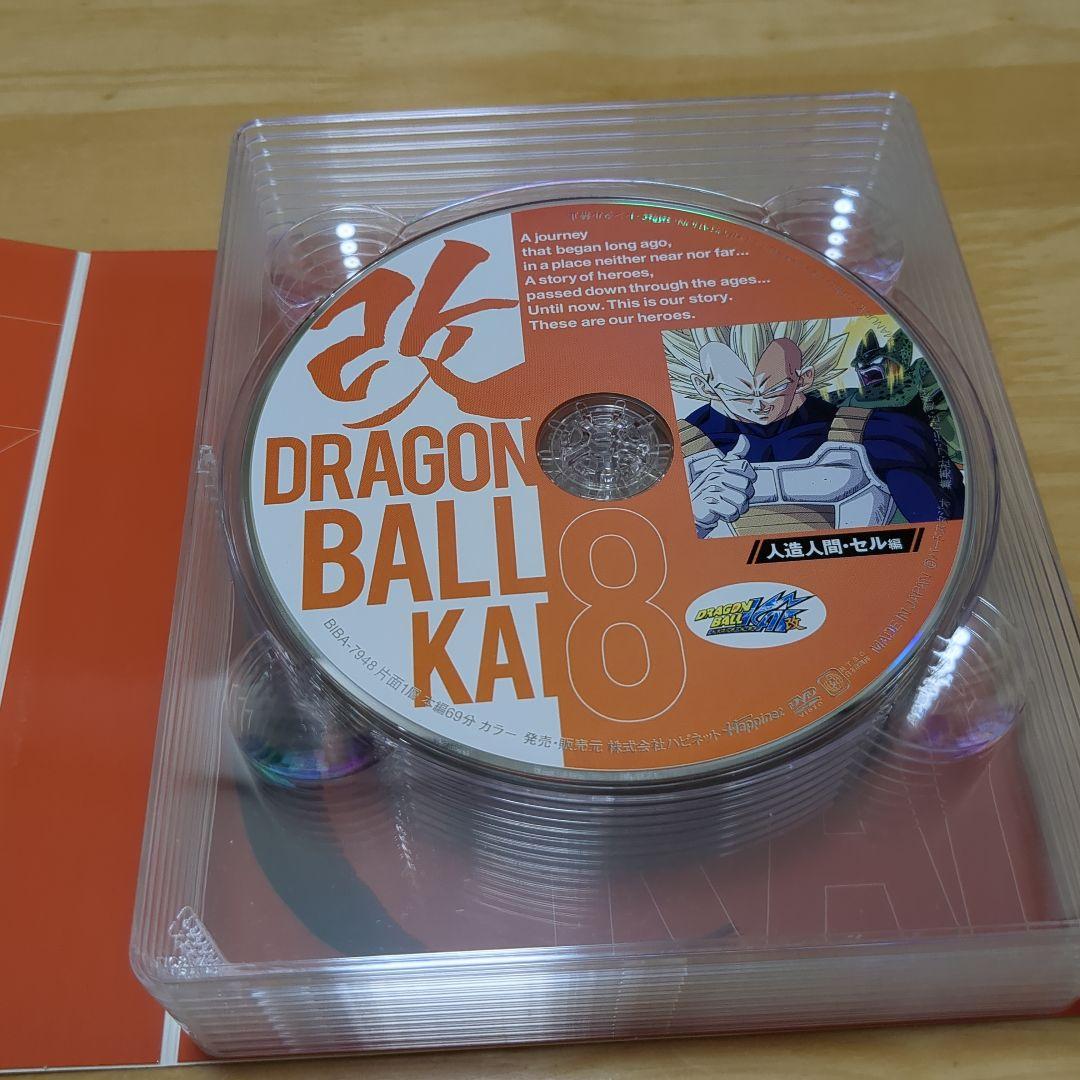 改
A journey
that began long ago,
in a place neither near nor far...
A story of heroes,
passed down through the ages...
Until now. This is our story.
These are our heroes.
DRAGON
BALL
KAI
8
人造人間・セル編
DRAGON
BALL
KAI 改
BIBA-7948 片面1層 本編69分 カラー 発売・販売元 株式会社ハピネット Happinet
DVD
VIDEO
NTSC
MADE IN JAPAN